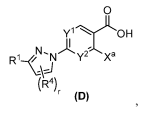 O
Y¹
OH
R¹
N
N
Y²
Xᵃ
(R⁴)ᵣ
(D)
,